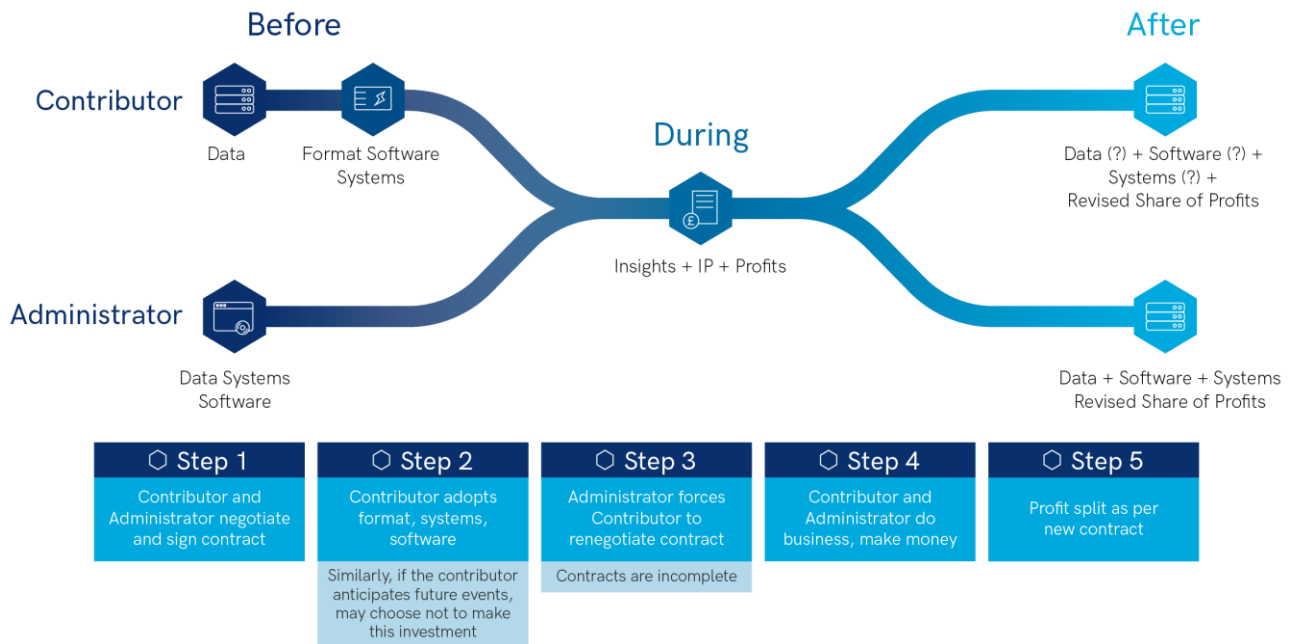 Before
After
Contributor
Data
Format Software
Systems
During
£
Insights + IP + Profits
Data (?) + Software (?) +
Systems (?) +
Revised Share of Profits
Administrator
Data Systems
Software
Data + Software + Systems
Revised Share of Profits
Step 1
Contributor and
Administrator negotiate
and sign contract
Step 2
Contributor adopts
format, systems,
software
Similarly, if the contributor
anticipates future events,
may choose not to make
this investment
Step 3
Administrator forces
Contributor to
renegotiate contract
Contracts are incomplete
Step 4
Contributor and
Administrator do
business, make money
Step 5
Profit split as per
new contract